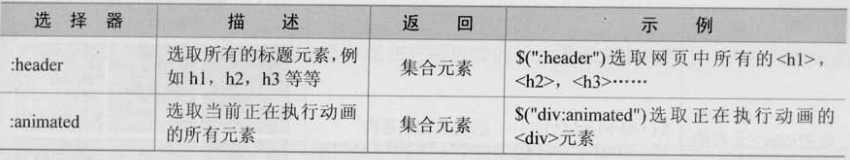 选择器 描述 返回 示例
:header 选取所有的标题元素,例 集合元素 $(":header")选取网页中所有的<h1>,
如 h1,h2,h3 等等 <h2>,<h3>……
:animated 选取当前正在执行动画 集合元素 $("div:animated")选取正在执行动画的
的所有元素 <div>元素